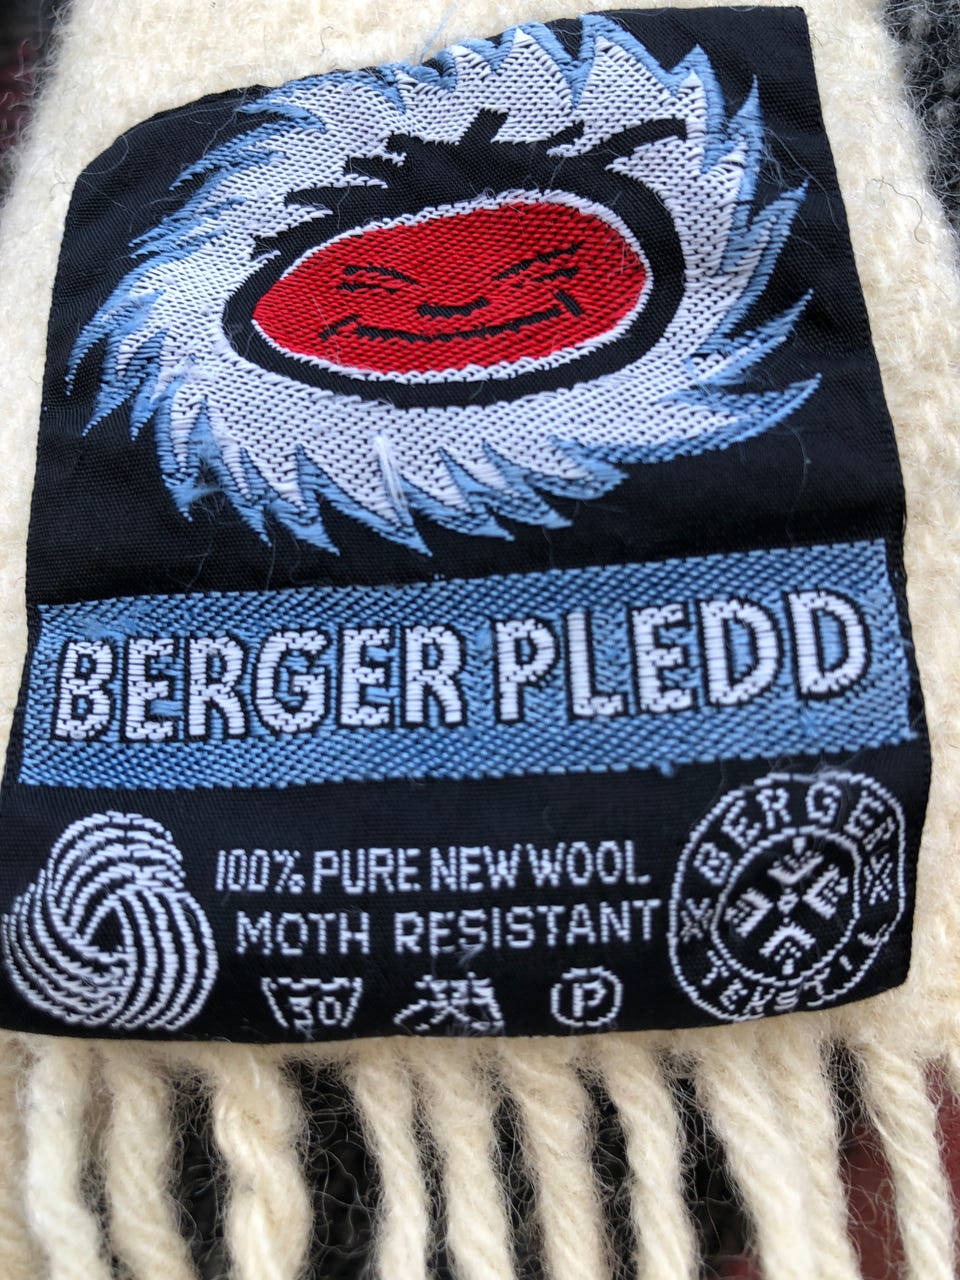 BERGER PLEDD
100% PURE NEW WOOL
MOTH RESISTANT
30
P
BERGER
TEKSTIL